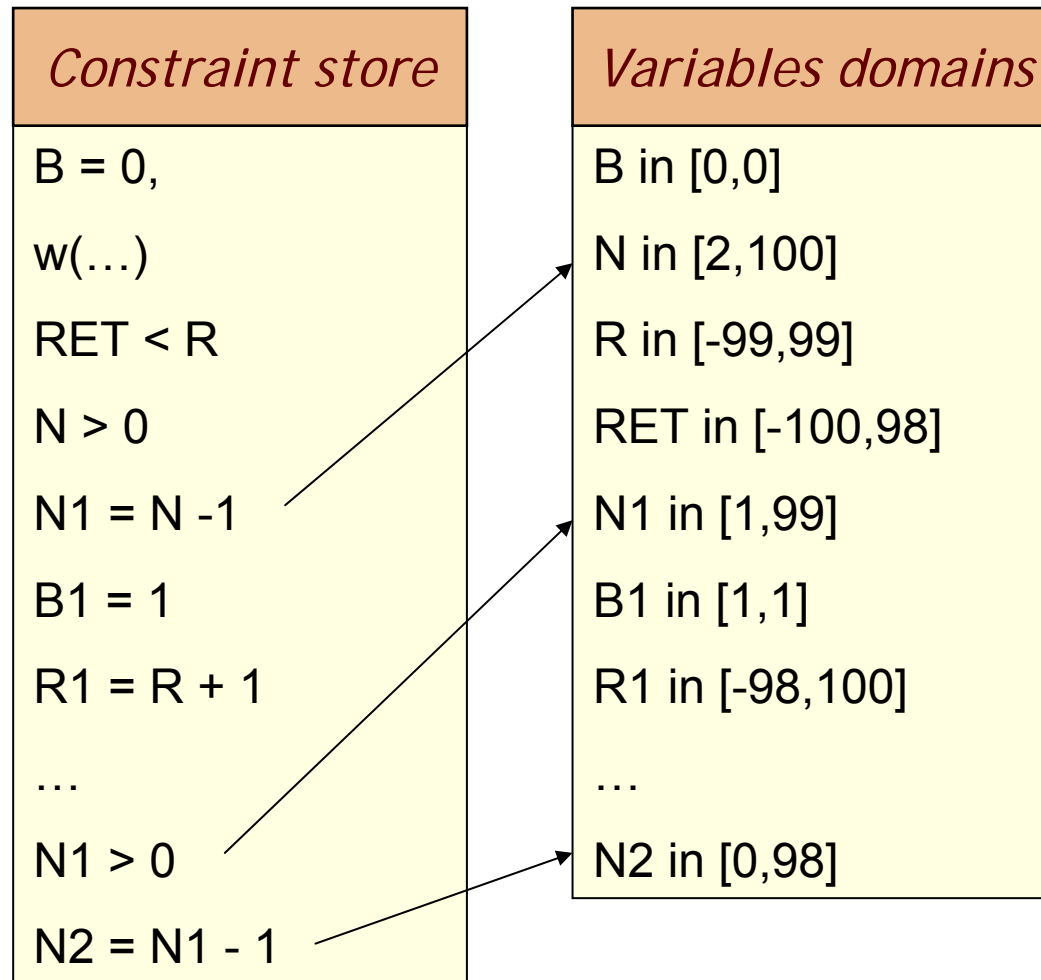 Constraint store
B = 0,
w(…)
RET < R
N > 0
N1 = N -1
B1 = 1
R1 = R + 1
…
N1 > 0
N2 = N1 - 1
Variables domains
B in [0,0]
N in [2,100]
R in [-99,99]
RET in [-100,98]
N1 in [1,99]
B1 in [1,1]
R1 in [-98,100]
…
N2 in [0,98]